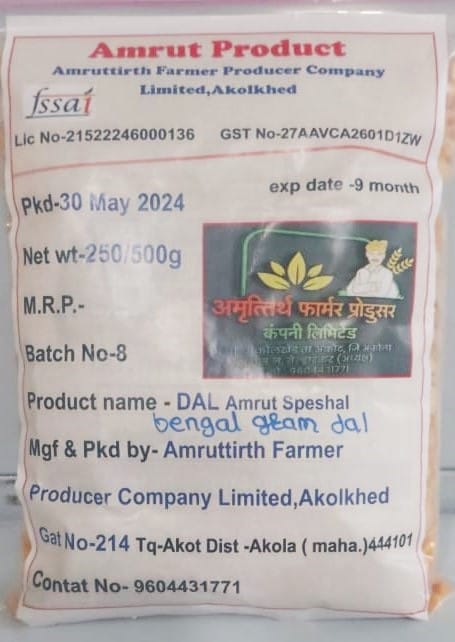 Amrut Product
Amruttirth Farmer Producer Company
Limited,Akolkhed
fssai
Lic No-21522246000136 GST No-27AAVCA2601D1ZW
exp date -9 month
Pkd-30 May 2024
Net wt-250/500g
M.R.P.-
Batch No-8
अमृत्तिर्थ फार्मर प्रोडुसर
कंपनी लिमिटेड
9604431771
Product name - DAL Amrut Speshal
bengal gram dal
Mgf & Pkd by- Amruttirth Farmer
Producer Company Limited,Akolkhed
Gat No-214 Tq-Akot Dist -Akola ( maha.)444101
Contat No- 9604431771